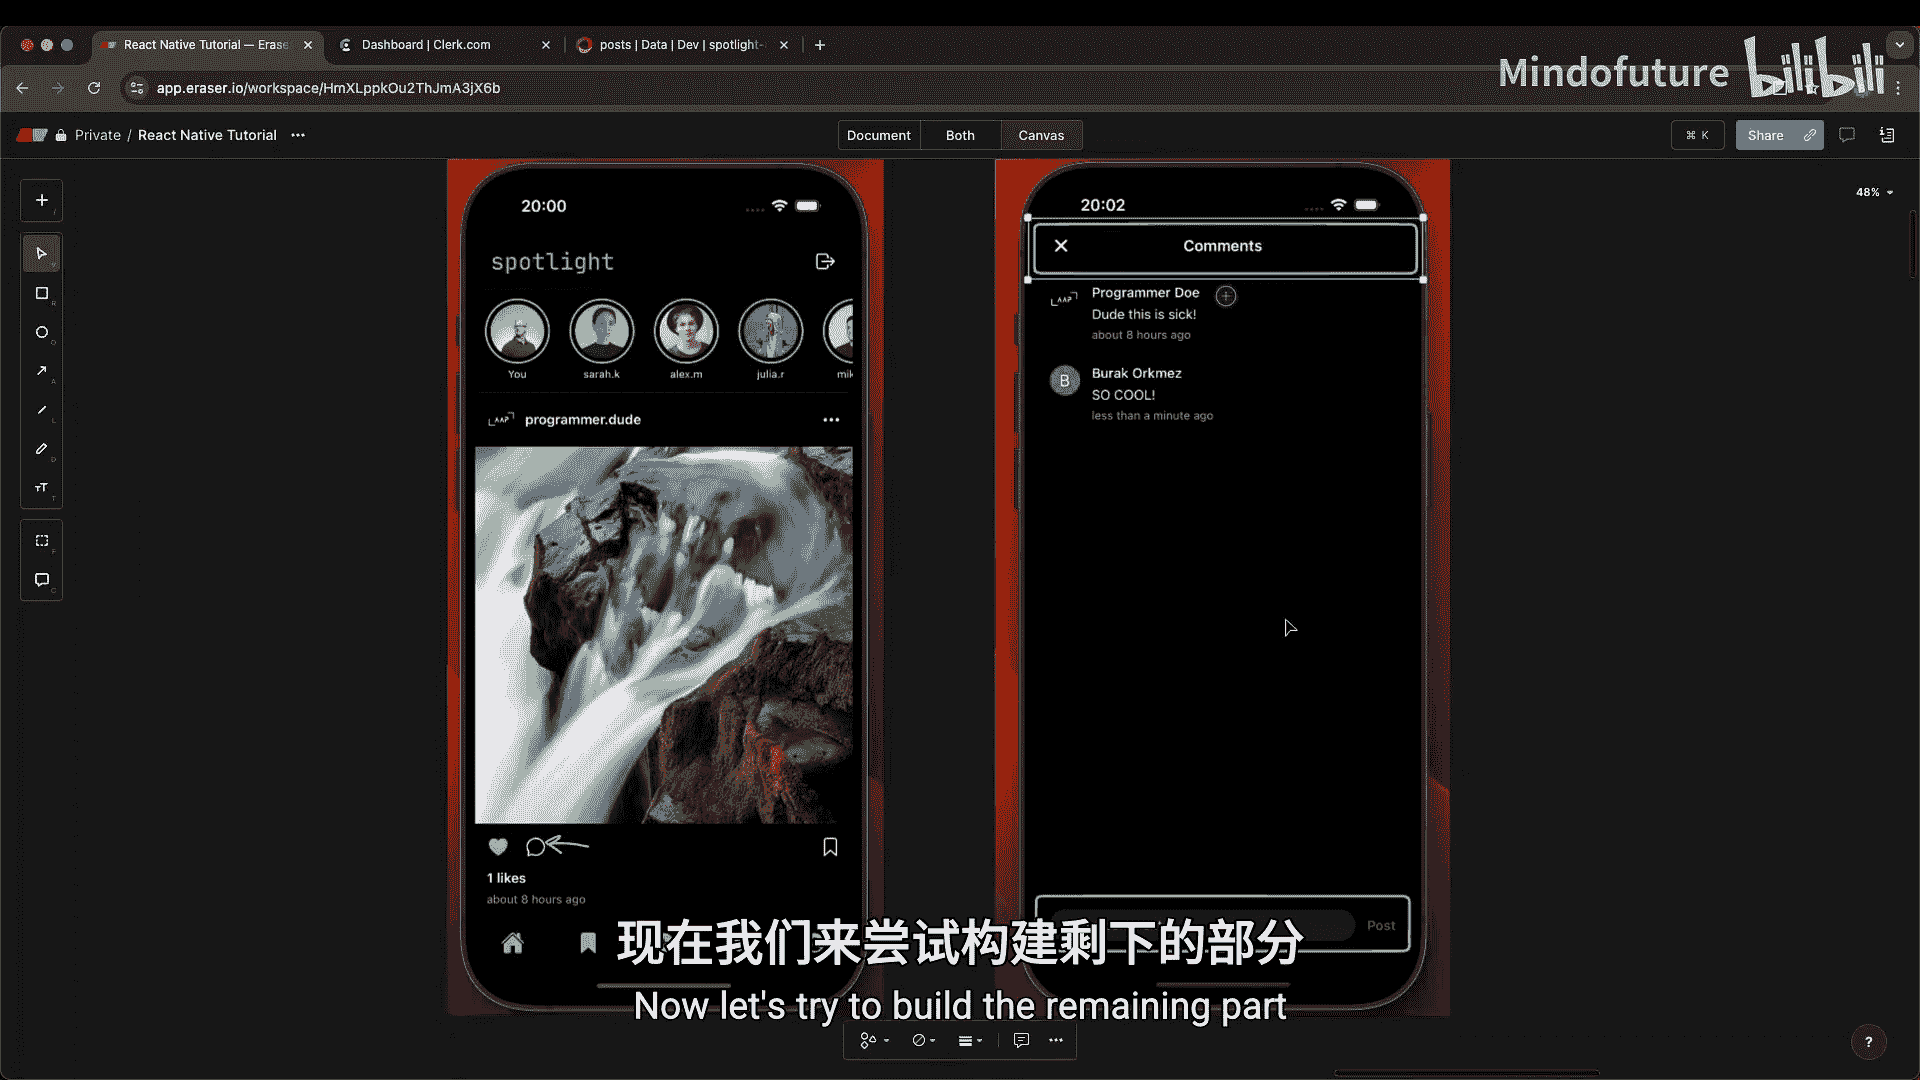 React Native Tutorial — Erase
Dashboard | Clerk.com
posts | Data | Dev | spotlight-
app.eraser.io/workspace/HmXLppkOu2ThJmA3jX6b
Mindofuture bilibili
Private / React Native Tutorial
Document Both Canvas
⌘ K
Share
48%
20:00
spotlight
You sarah.k alex.m julia.r mik
programmer.dude
1 likes
about 8 hours ago
20:02
Comments
Programmer Doe
Dude this is sick!
about 8 hours ago
B
Burak Orkmez
SO COOL!
less than a minute ago
Post
现在我们来尝试构建剩下的部分
Now let's try to build the remaining part
?